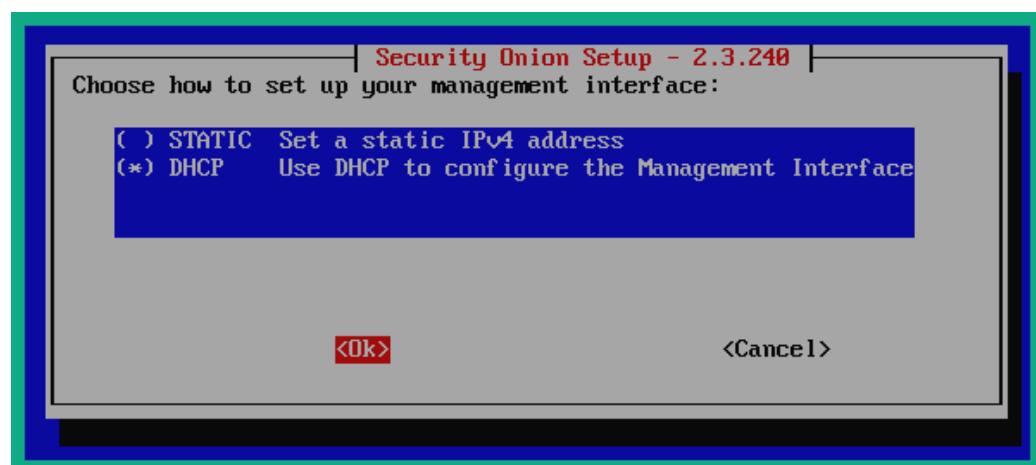 Security Onion Setup - 2.3.240
Choose how to set up your management interface:
( ) STATIC  Set a static IPv4 address
(*) DHCP    Use DHCP to configure the Management Interface
<Ok>                    <Cancel>